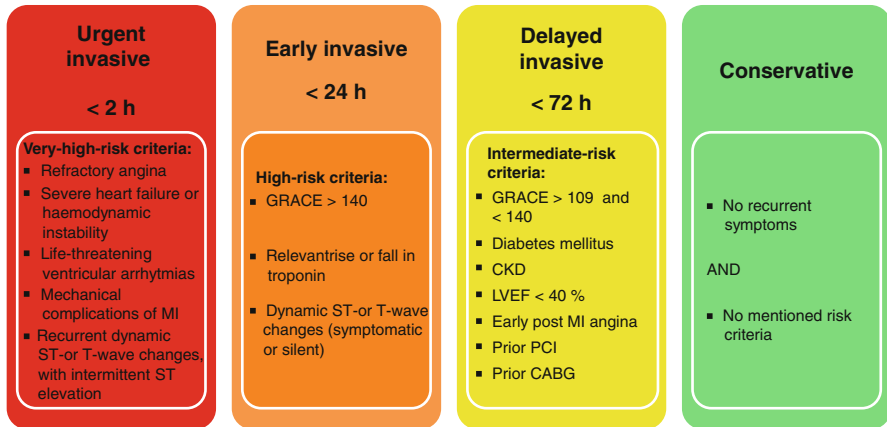 Urgent
invasive
< 2 h
Very-high-risk criteria:
▪ Refractory angina
▪ Severe heart failure or
haemodynamic
instability
▪ Life-threatening
ventricular arrhytmias
▪ Mechanical
complications of MI
▪ Recurrent dynamic
ST-or T-wave changes,
with intermittent ST
elevation
Early invasive
< 24 h
High-risk criteria:
▪ GRACE > 140
▪ Relevantrise or fall in
troponin
▪ Dynamic ST-or T-wave
changes (symptomatic
or silent)
Delayed
invasive
< 72 h
Intermediate-risk
criteria:
▪ GRACE > 109 and
< 140
▪ Diabetes mellitus
▪ CKD
▪ LVEF < 40 %
▪ Early post MI angina
▪ Prior PCI
▪ Prior CABG
Conservative
▪ No recurrent
symptoms
AND
▪ No mentioned risk
criteria